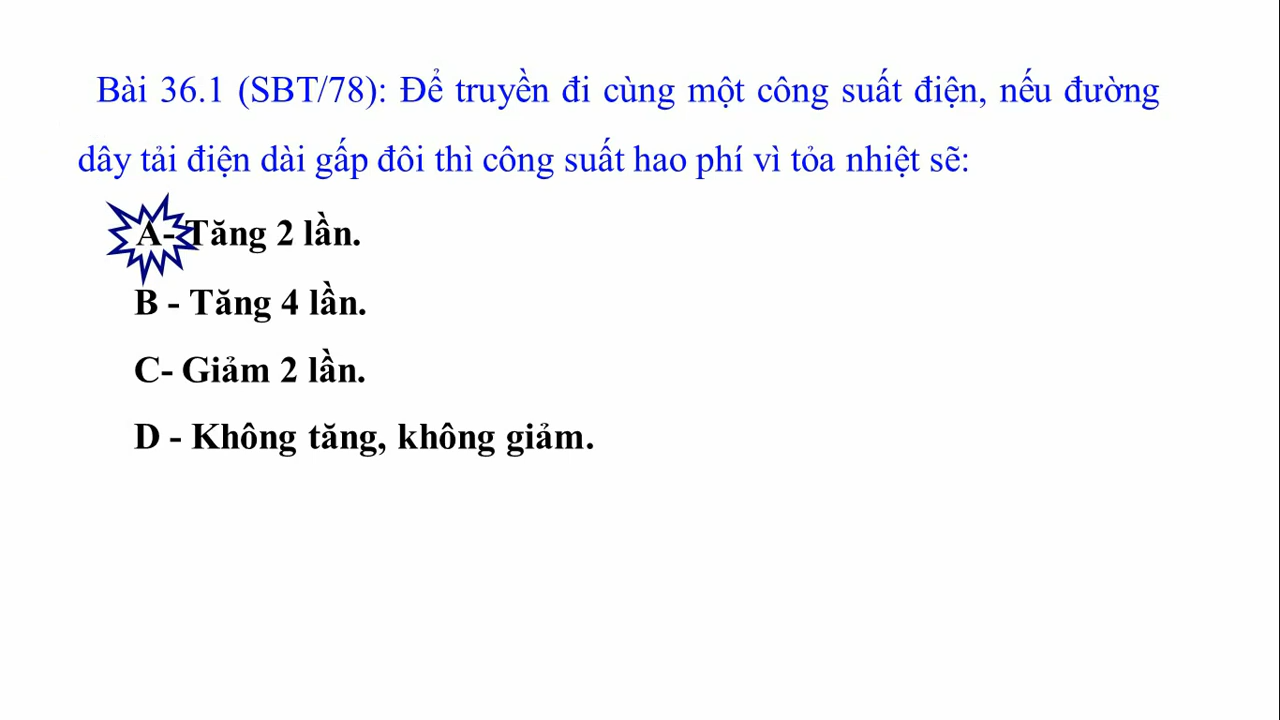 Bài 36.1 (SBT/78): Để truyền đi cùng một công suất điện, nếu đường
dây tải điện dài gấp đôi thì công suất hao phí vì tỏa nhiệt sẽ:
A- Tăng 2 lần.
B - Tăng 4 lần.
C- Giảm 2 lần.
D - Không tăng, không giảm.